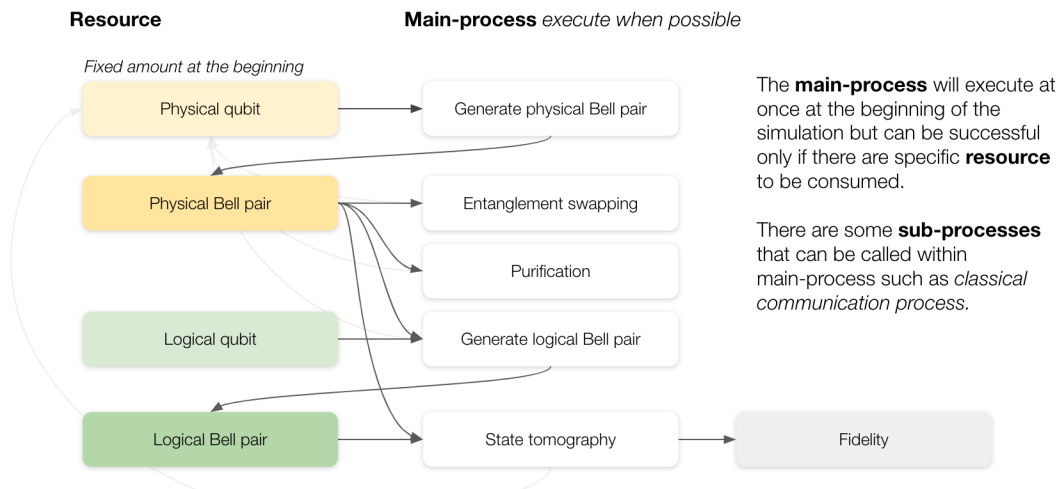 Resource
Main-process execute when possible
Fixed amount at the beginning
Physical qubit
Generate physical Bell pair
Physical Bell pair
Entanglement swapping
Purification
Logical qubit
Generate logical Bell pair
Logical Bell pair
State tomography
Fidelity
The main-process will execute at
once at the beginning of the
simulation but can be successful
only if there are specific resource
to be consumed.
There are some sub-processes
that can be called within
main-process such as classical
communication process.